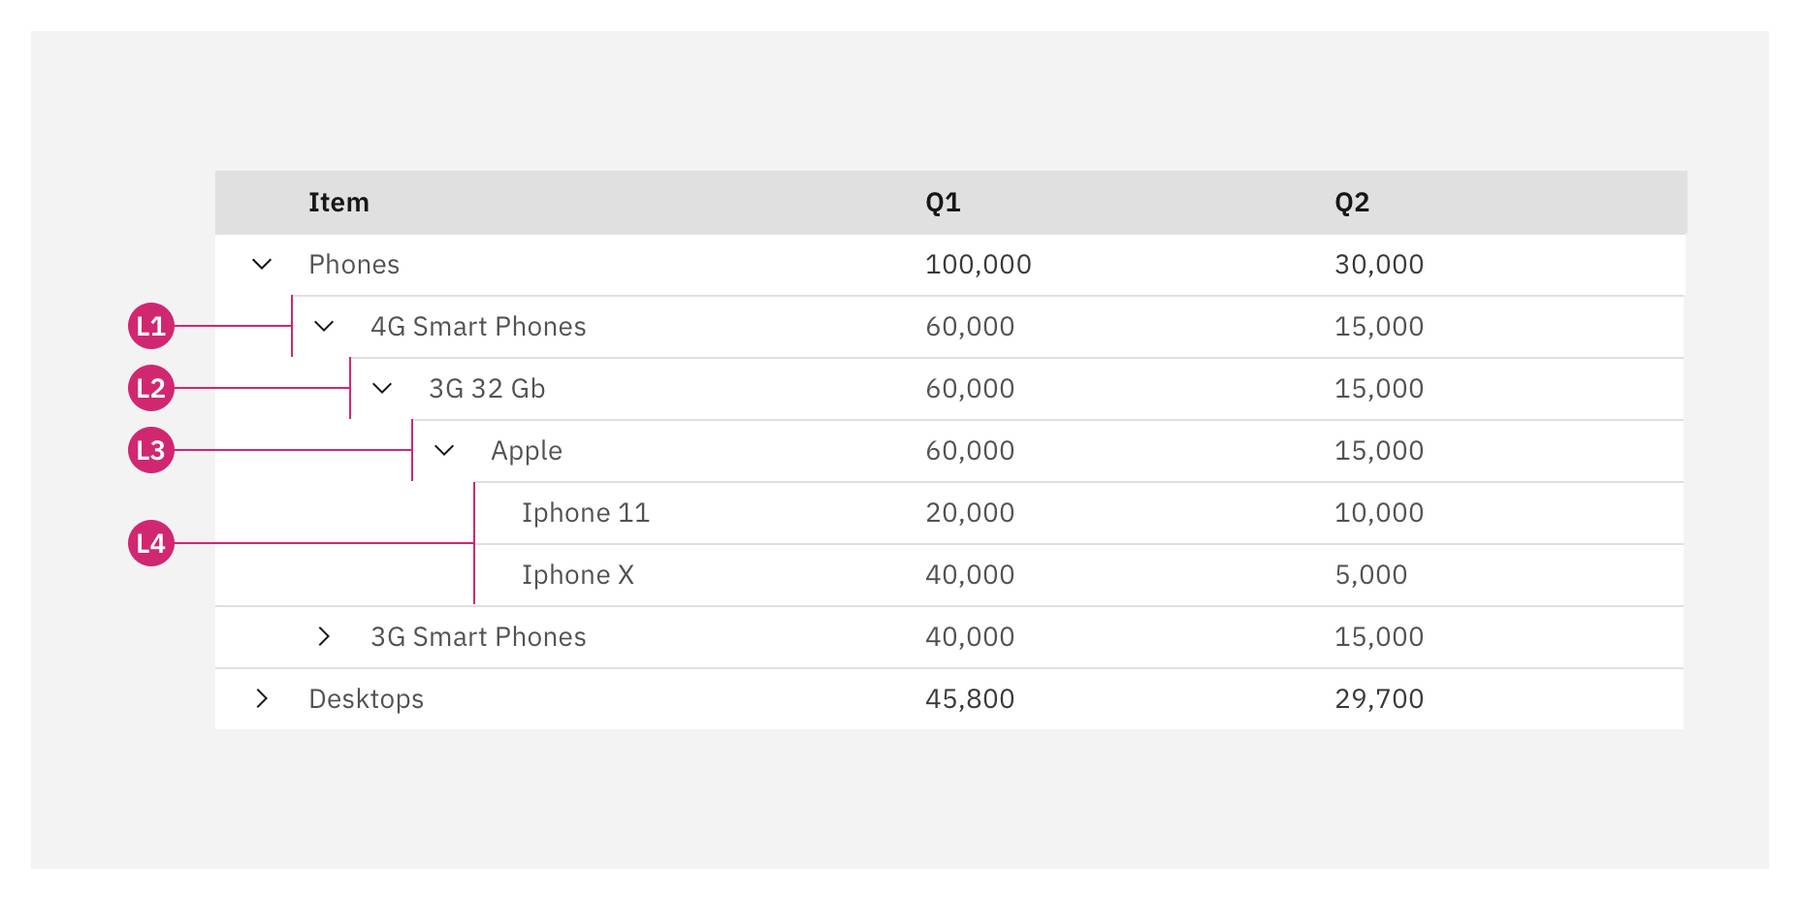 Item Q1 Q2
Phones 100,000 30,000
L1 4G Smart Phones 60,000 15,000
L2 3G 32 Gb 60,000 15,000
L3 Apple 60,000 15,000
Iphone 11 20,000 10,000
L4
Iphone X 40,000 5,000
3G Smart Phones 40,000 15,000
Desktops 45,800 29,700